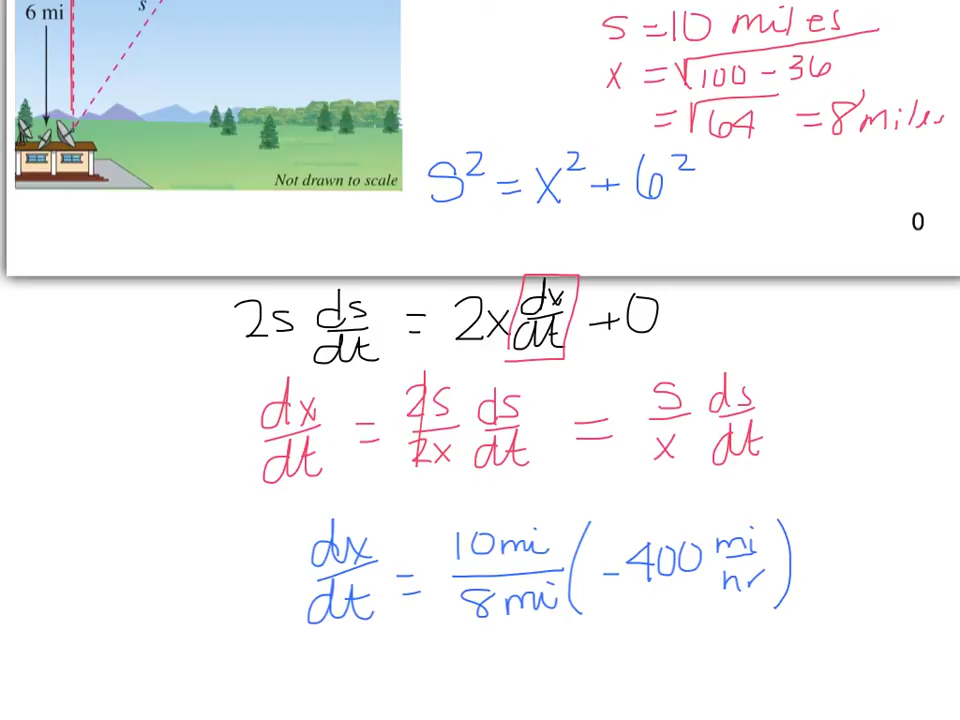 6 mi
s
s = 10 miles
x = √100 - 36
= √64 = 8 miles
Not drawn to scale
S² = x² + 6²
0
2s ds/dt = 2x dx/dt + 0
dx/dt = 2s/2x ds/dt = s/x ds/dt
dx/dt = 10mi/8mi (-400 mi/hr)